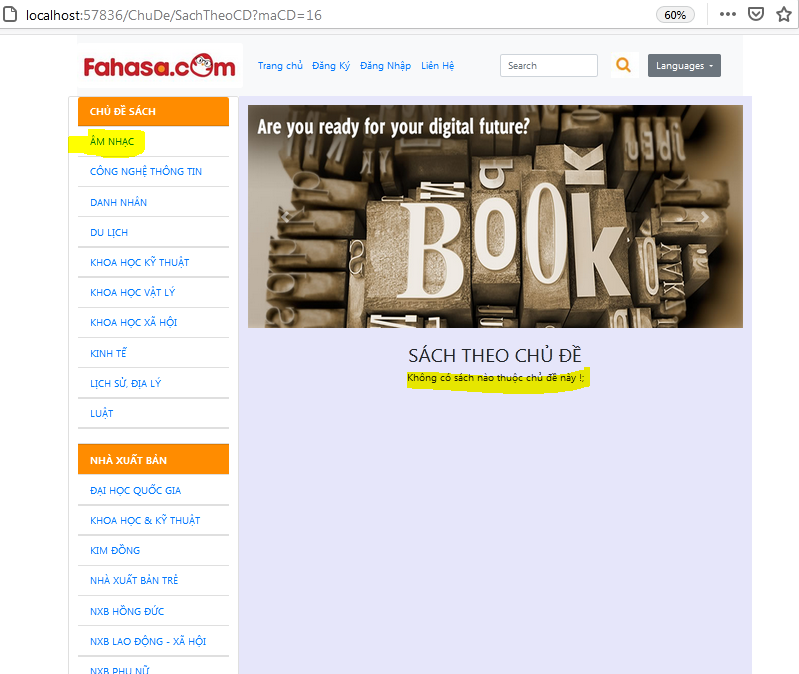 localhost:57836/ChuDe/SachTheoCD?maCD=16
60%
Fahasa.com
Trang chủ Đăng Ký Đăng Nhập Liên Hệ
Search
Languages
CHỦ ĐỀ SÁCH
ÂM NHẠC
CÔNG NGHỆ THÔNG TIN
DANH NHÂN
DU LỊCH
KHOA HỌC KỸ THUẬT
KHOA HỌC VẬT LÝ
KHOA HỌC XÃ HỘI
KINH TẾ
LỊCH SỬ, ĐỊA LÝ
LUẬT
NHÀ XUẤT BẢN
ĐẠI HỌC QUỐC GIA
KHOA HỌC & KỸ THUẬT
KIM ĐỒNG
NHÀ XUẤT BẢN TRẺ
NXB HỒNG ĐỨC
NXB LAO ĐỘNG - XÃ HỘI
NXB PHỤ NỮ
Are you ready for your digital future?
BOOK
SÁCH THEO CHỦ ĐỀ
Không có sách nào thuộc chủ đề này !;